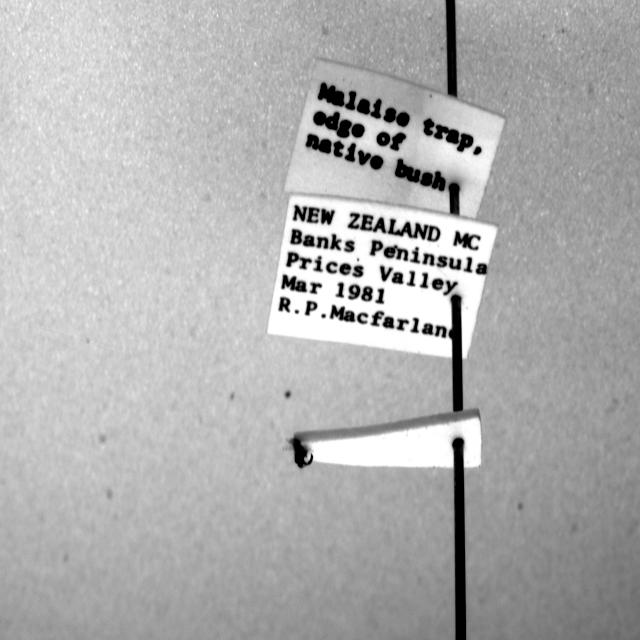 Malaise trap,
edge of
native bush
NEW ZEALAND MC
Banks Peninsula
Prices Valley
Mar 1981
R.P.Macfarlane